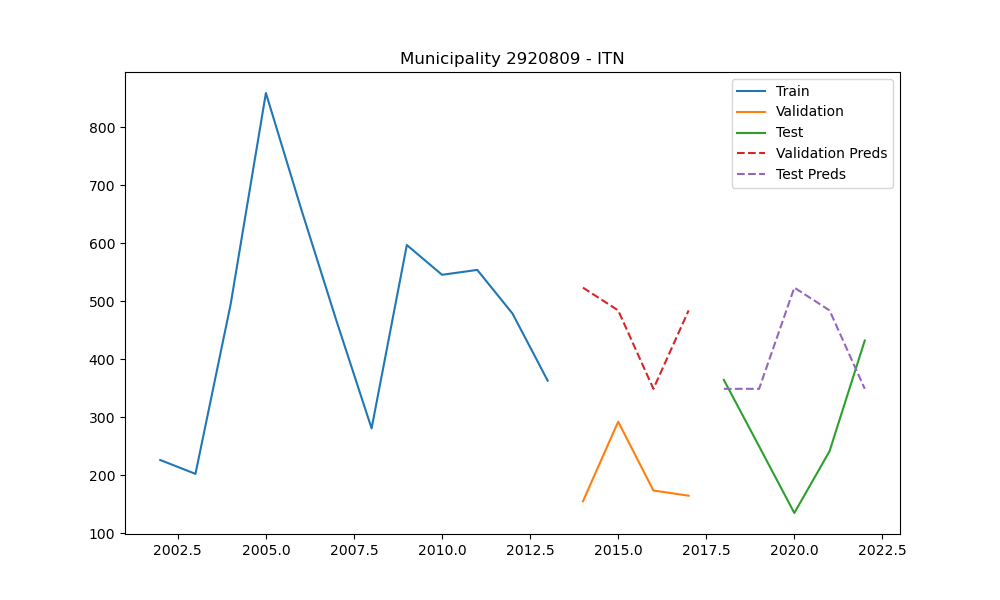 Municipality 2920809 - ITN
Train
Validation
Test
Validation Preds
Test Preds
800
700
600
500
400
300
200
100
2002.5 2005.0 2007.5 2010.0 2012.5 2015.0 2017.5 2020.0 2022.5